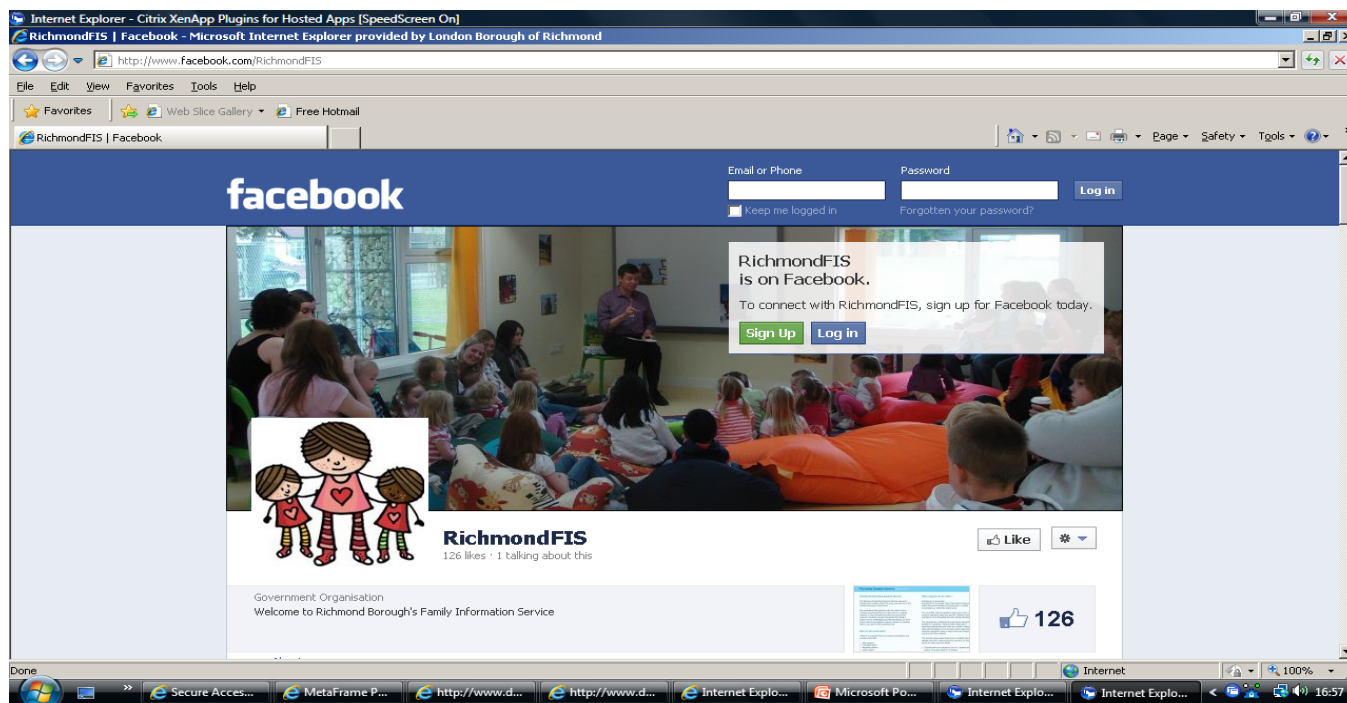 Internet Explorer - Citrix XenApp Plugins for Hosted Apps [SpeedScreen On]
RichmondFIS | Facebook - Microsoft Internet Explorer provided by London Borough of Richmond
http://www.facebook.com/RichmondFIS
File Edit View Favorites Tools Help
Favorites Web Slice Gallery Free Hotmail
RichmondFIS | Facebook
Page Safety Tools
facebook
Email or Phone
Password
Log in
Keep me logged in
Forgotten your password?
RichmondFIS
is on Facebook.
To connect with RichmondFIS, sign up for Facebook today.
Sign Up Log in
RichmondFIS
126 likes · 1 talking about this
Like
Government Organisation
Welcome to Richmond Borough's Family Information Service
126
Done
Internet
100%
Secure Acces...
MetaFrame P...
http://www.d...
http://www.d...
Internet Explo...
Microsoft Po...
Internet Explo...
Internet Explo...
16:57